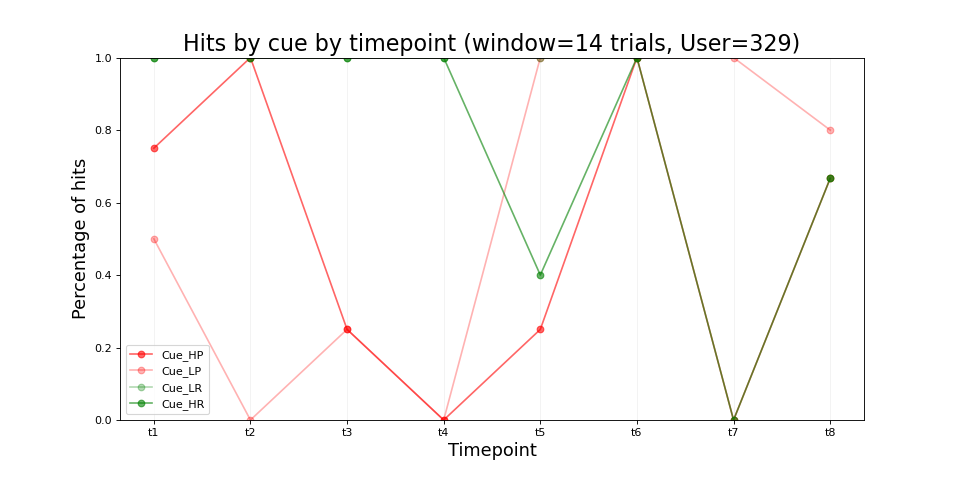 Hits by cue by timepoint (window=14 trials, User=329)
Percentage of hits
1.0
0.8
0.6
0.4
0.2
0.0
Cue_HP
Cue_LP
Cue_LR
Cue_HR
t1 t2 t3 t4 t5 t6 t7 t8
Timepoint